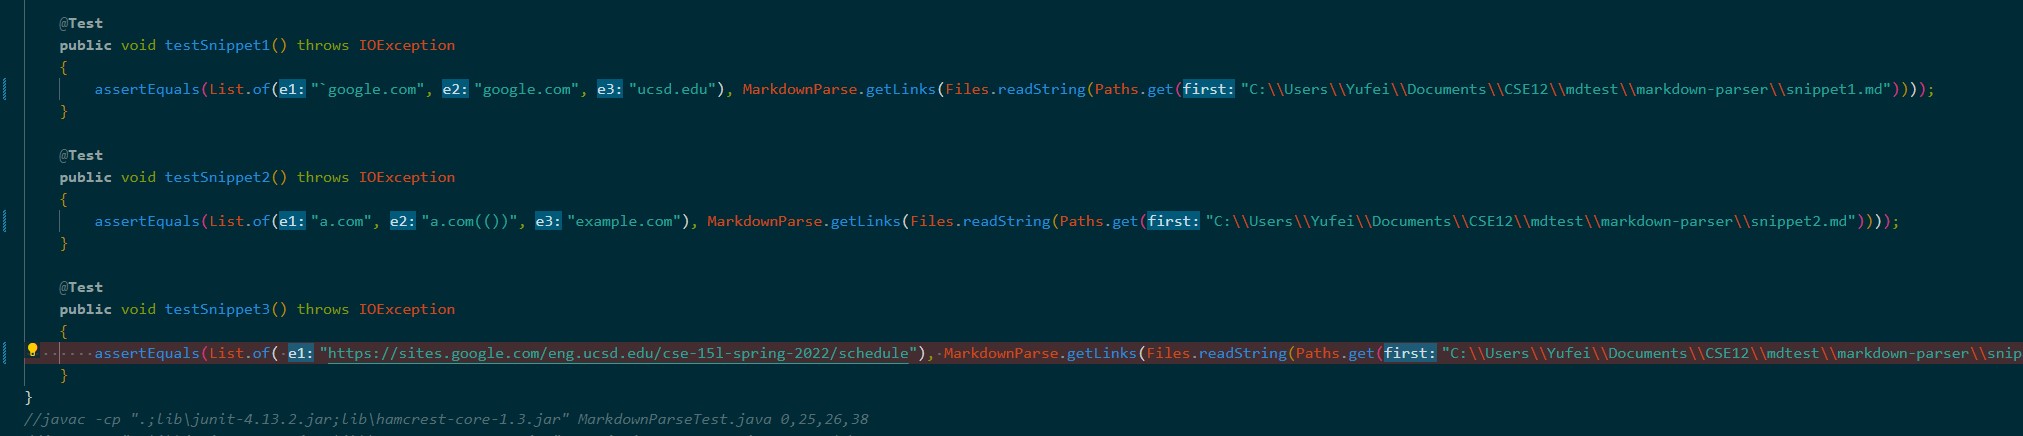 @Test
public void testSnippet1() throws IOException
{
assertEquals(List.of(e1: "`google.com", e2: "google.com", e3: "ucsd.edu"), MarkdownParse.getLinks(Files.readString(Paths.get(first: "C:\\Users\\Yufei\\Documents\\CSE12\\mdtest\\markdown-parser\\snippet1.md"))));
}
@Test
public void testSnippet2() throws IOException
{
assertEquals(List.of(e1: "a.com", e2: "a.com(())", e3: "example.com"), MarkdownParse.getLinks(Files.readString(Paths.get(first: "C:\\Users\\Yufei\\Documents\\CSE12\\mdtest\\markdown-parser\\snippet2.md"))));
}
@Test
public void testSnippet3() throws IOException
{
assertEquals(List.of( e1: "https://sites.google.com/eng.ucsd.edu/cse-15l-spring-2022/schedule"), MarkdownParse.getLinks(Files.readString(Paths.get(first: "C:\\Users\\Yufei\\Documents\\CSE12\\mdtest\\markdown-parser\\snip
}
}
//javac -cp ".;lib\junit-4.13.2.jar;lib\hamcrest-core-1.3.jar" MarkdownParseTest.java 0,25,26,38